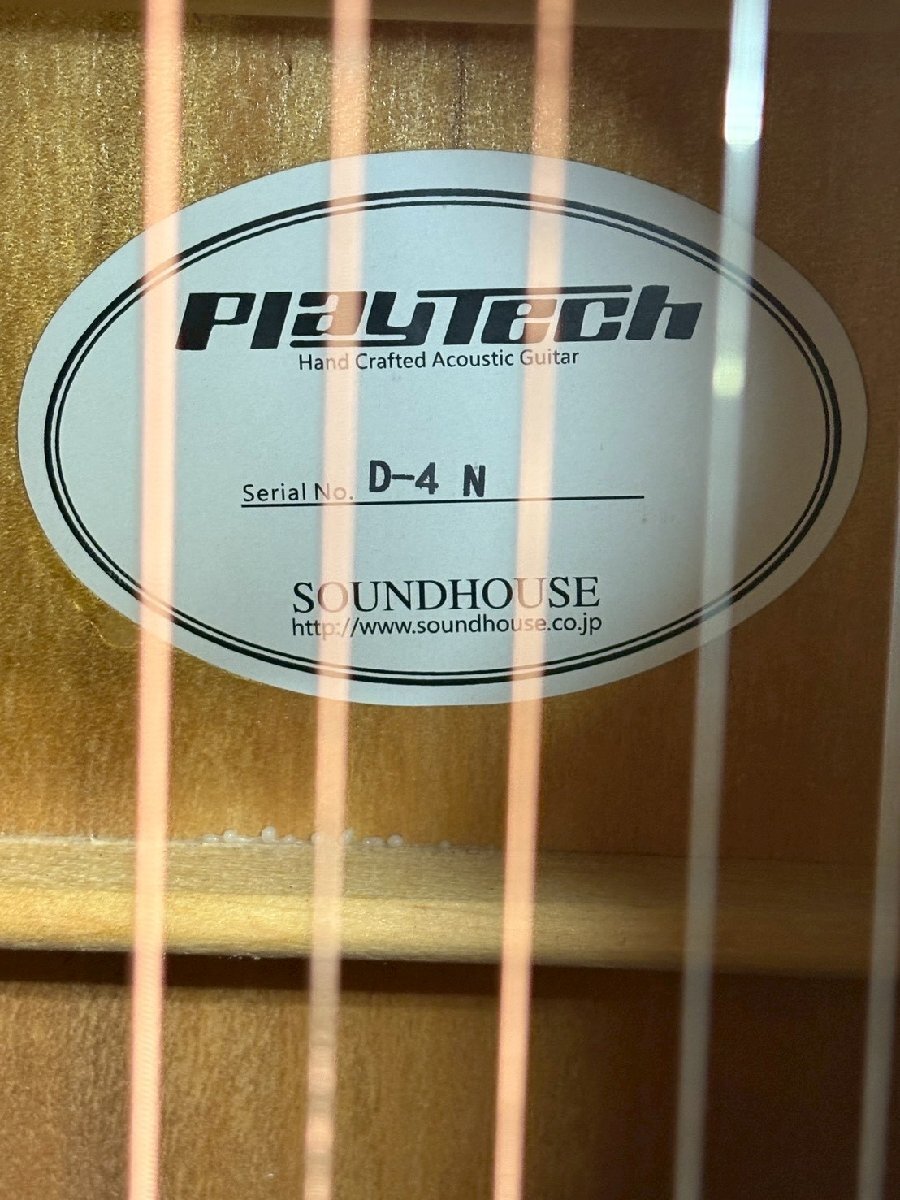 PlayTech
Hand Crafted Acoustic Guitar
Serial No. D-4 N
SOUNDHOUSE
http://www.soundhouse.co.jp